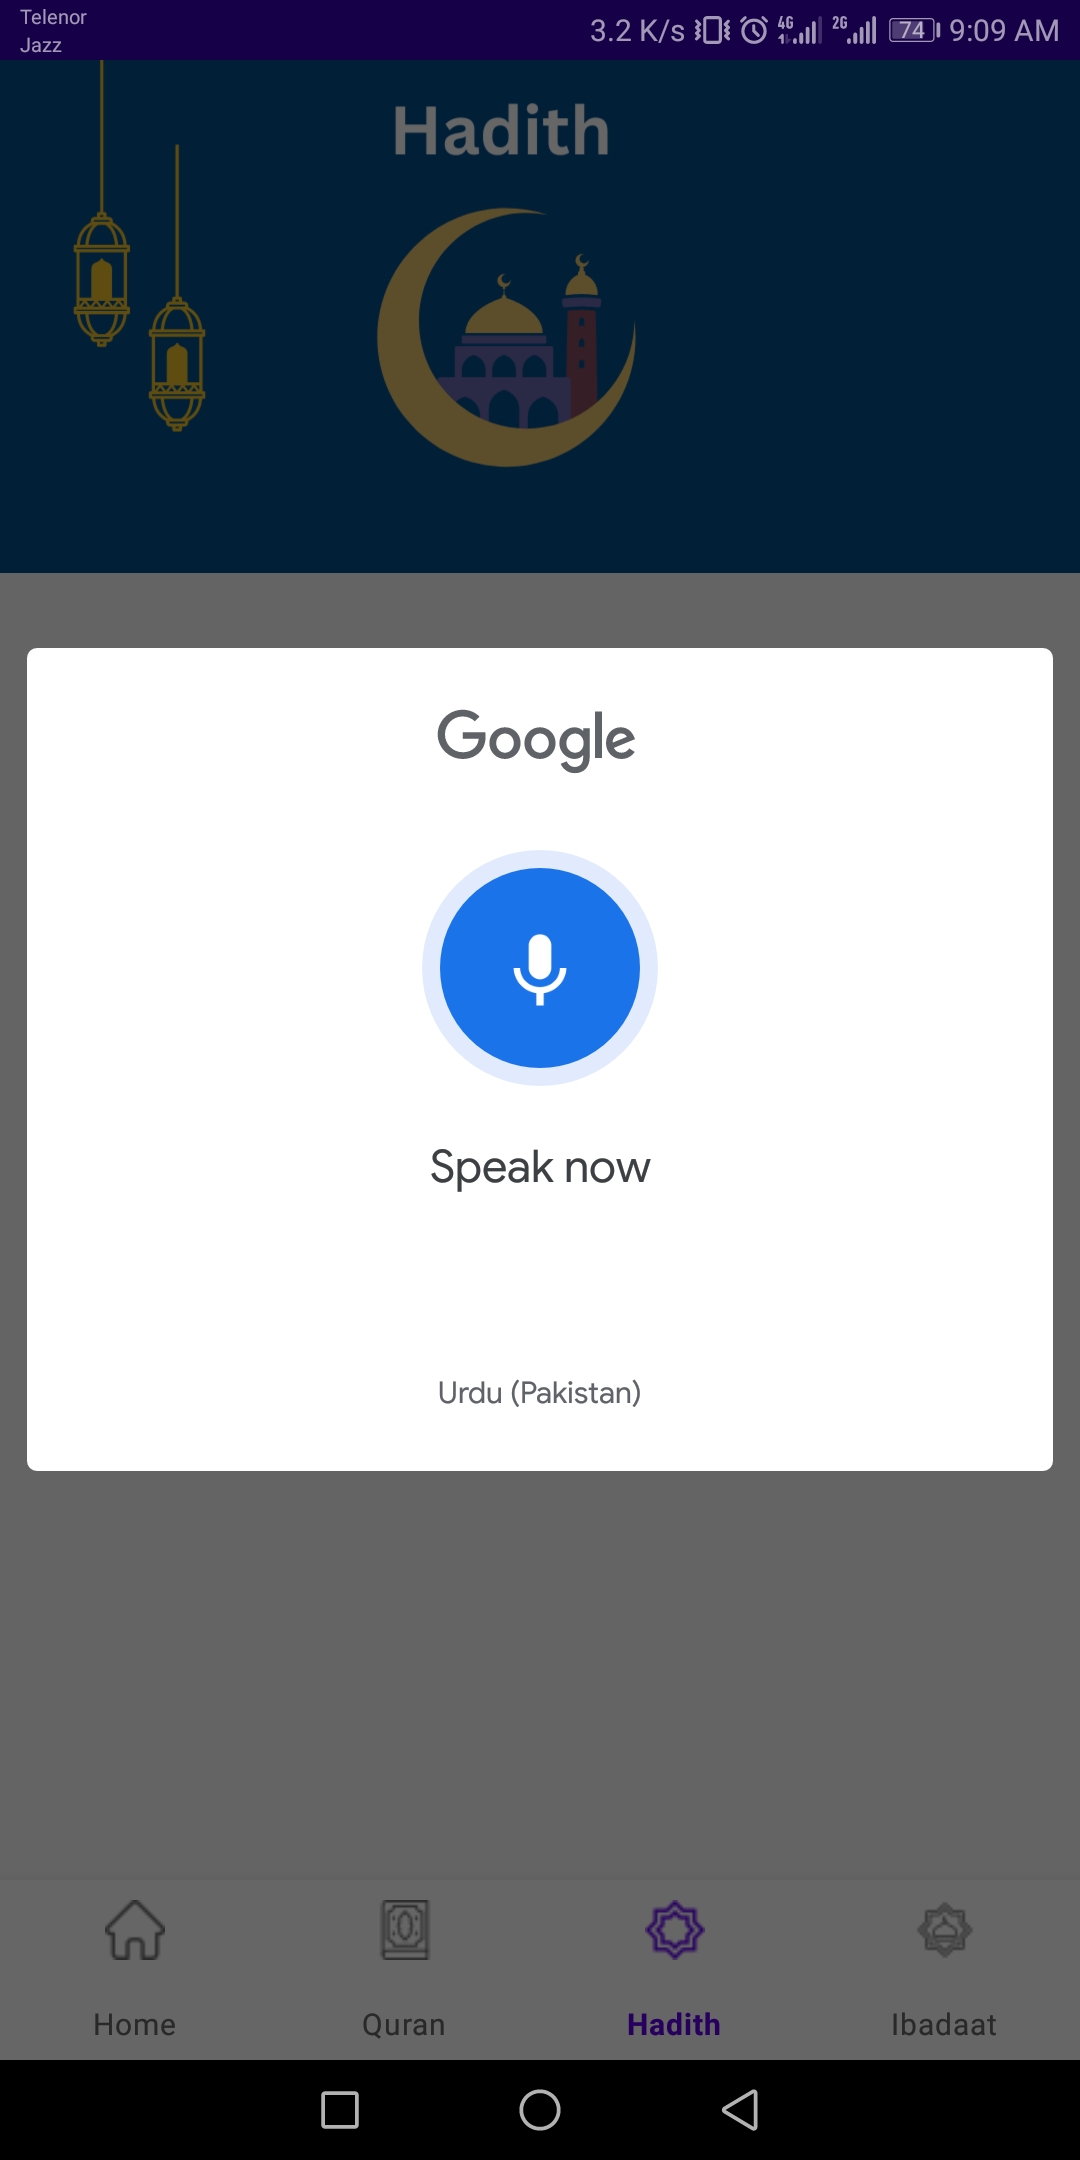 Telenor
Jazz
3.2 K/s 4G 2G 74 9:09 AM
Hadith
Google
Speak now
Urdu (Pakistan)
Home Quran Hadith Ibadaat